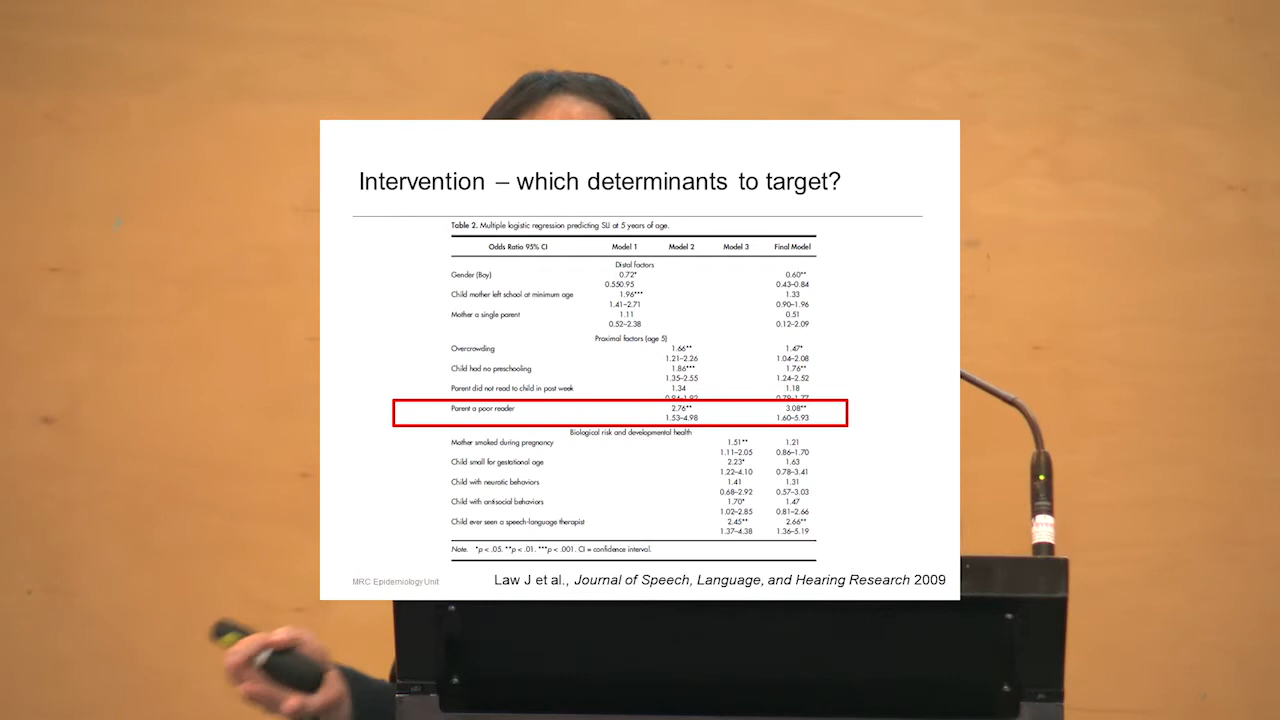 Intervention – which determinants to target?
Table 2. Multiple logistic regression predicting SLI at 5 years of age.
Odds Ratio 95% CI Model 1 Model 2 Model 3 Final Model
Distal factors
Gender (Boy) 0.72* 0.60**
0.550.95 0.43–0.84
Child mother left school at minimum age 1.96*** 1.33
1.41–2.71 0.90–1.96
Mother a single parent 1.11 0.51
0.52–2.38 0.12–2.09
Proximal factors (age 5)
Overcrowding 1.66** 1.47*
1.21–2.26 1.04–2.08
Child had no preschooling 1.86*** 1.76**
1.35–2.55 1.24–2.52
Parent did not read to child in past week 1.34 1.18
Parent a poor reader 2.76** 3.08**
1.53–4.98 1.60–5.93
Biological risk and developmental health
Mother smoked during pregnancy 1.51** 1.21
1.11–2.05 0.86–1.70
Child small for gestational age 2.23* 1.63
1.22–4.10 0.78–3.41
Child with neurotic behaviors 1.41 1.31
0.68–2.92 0.57–3.03
Child with antisocial behaviors 1.70* 1.47
1.02–2.85 0.81–2.66
Child ever seen a speech-language therapist 2.45** 2.66**
1.37–4.38 1.36–5.19
Note. *p < .05. **p < .01. ***p < .001. CI = confidence interval.
MRC Epidemiology Unit
Law J et al., Journal of Speech, Language, and Hearing Research 2009